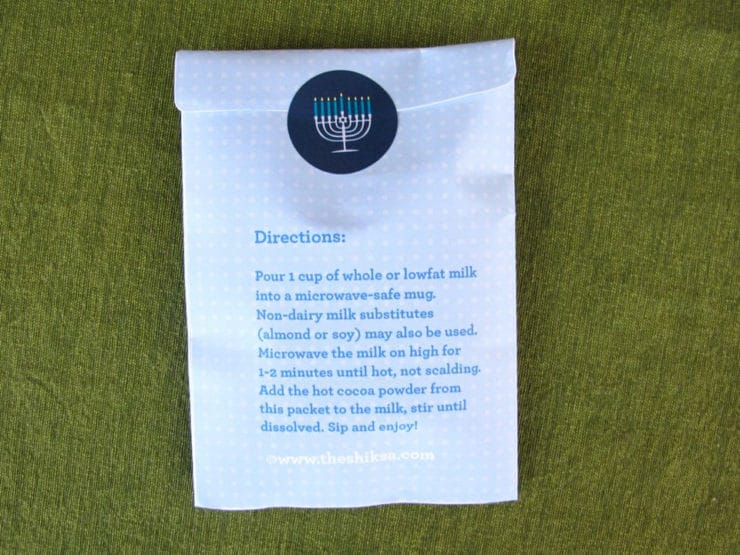 Directions:
Pour 1 cup of whole or lowfat milk
into a microwave-safe mug.
Non-dairy milk substitutes
(almond or soy) may also be used.
Microwave the milk on high for
1-2 minutes until hot, not scalding.
Add the hot cocoa powder from
this packet to the milk, stir until
dissolved. Sip and enjoy!
©www.theshiksa.com